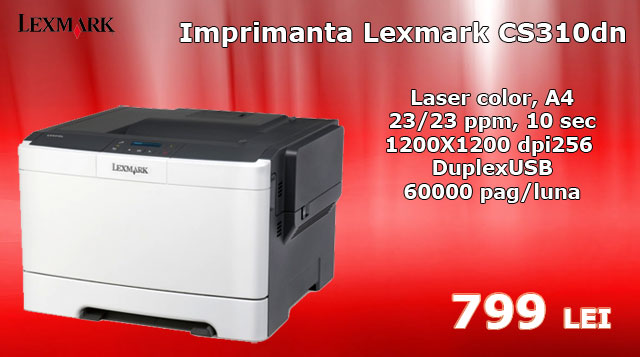 LEXMARK
Imprimanta Lexmark CS310dn
Laser color, A4
23/23 ppm, 10 sec
1200X1200 dpi256
DuplexUSB
60000 pag/luna
LEXMARK
799 LEI